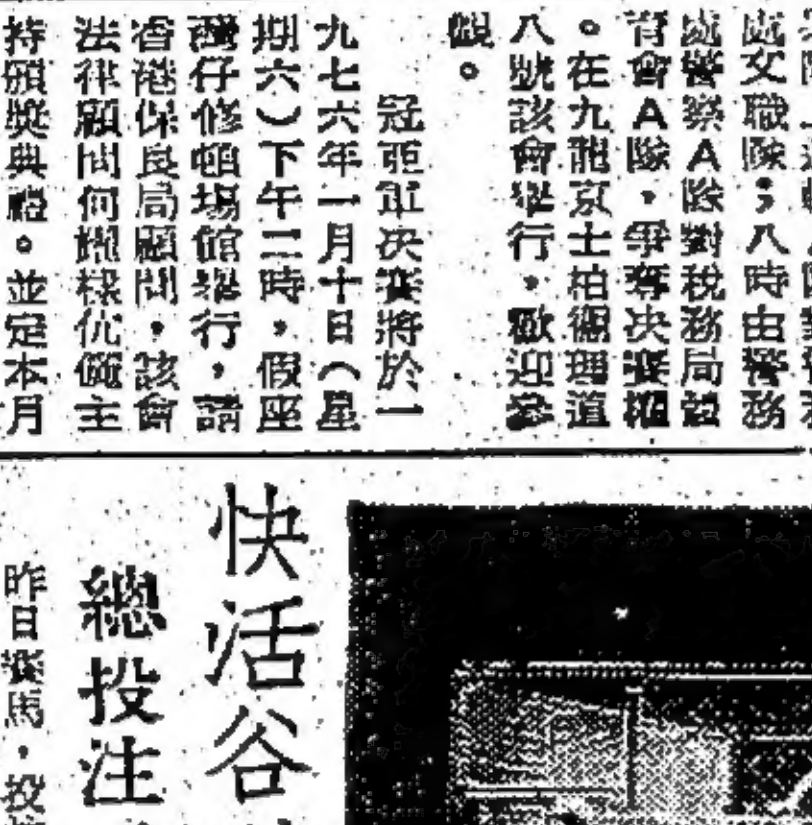 處女職隊；八時由警務
處警察A隊對稅務局體
育會A隊，爭奪決賽權
。在九龍京士柏衛理道
八號該會舉行，歡迎參
觀。
冠亞軍決賽將於一
九七六年一月十日（星
期六）下午二時，假座
灣仔修頓場館舉行，請
香港保良局顧問，該會
法律顧問何耀棣伉儷主
持頒獎典禮。並定本月
快活谷
總投注
昨日賽馬，投